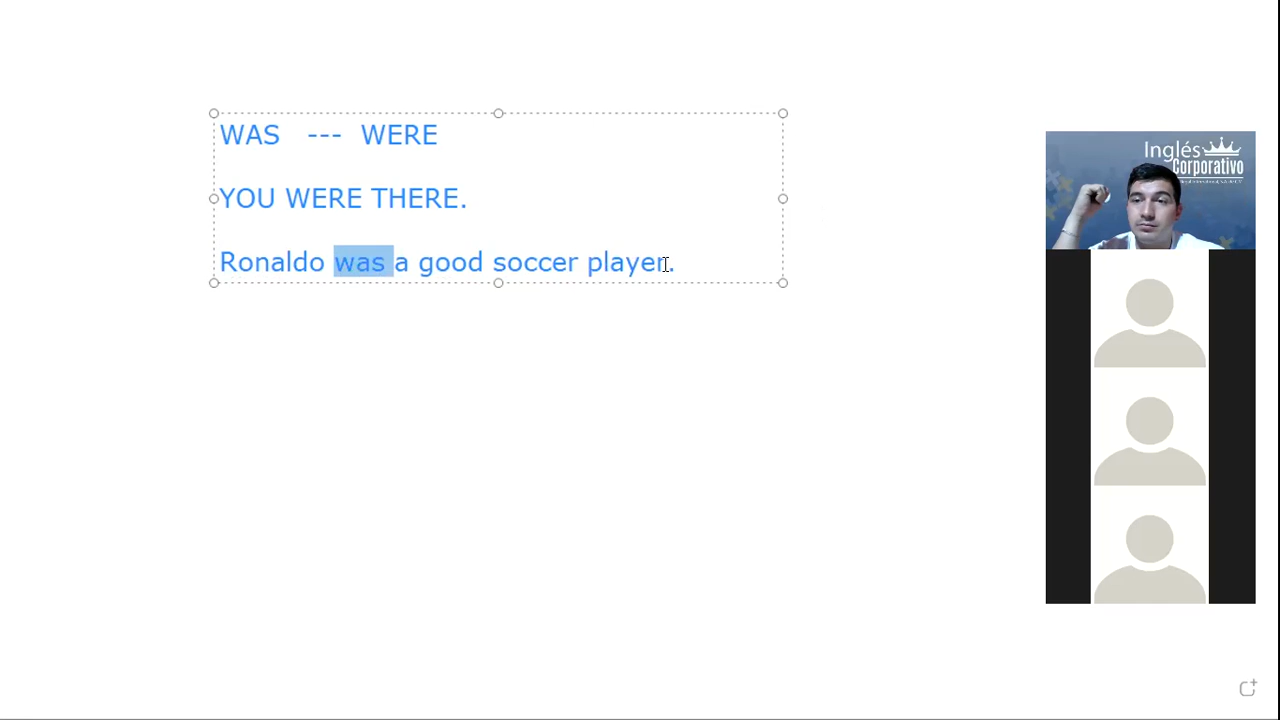 WAS --- WERE
YOU WERE THERE.
Ronaldo was a good soccer player.
Inglés
Corporativo